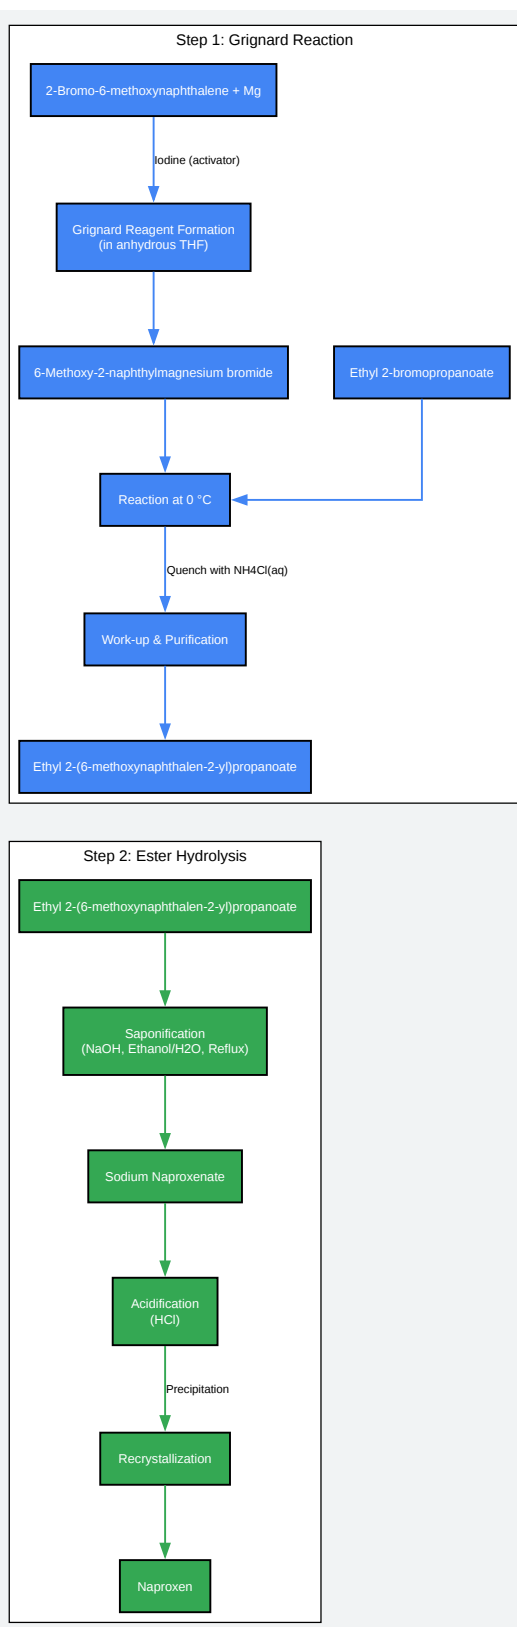 Step 1: Grignard Reaction
2-Bromo-6-methoxynaphthalene + Mg
Iodine (activator)
Grignard Reagent Formation
(in anhydrous THF)
6-Methoxy-2-naphthylmagnesium bromide
Ethyl 2-bromopropanoate
Reaction at 0 °C
Quench with NH4Cl(aq)
Work-up & Purification
Ethyl 2-(6-methoxynaphthalen-2-yl)propanoate
Step 2: Ester Hydrolysis
Ethyl 2-(6-methoxynaphthalen-2-yl)propanoate
Saponification
(NaOH, Ethanol/H2O, Reflux)
Sodium Naproxenate
Acidification
(HCl)
Precipitation
Recrystallization
Naproxen